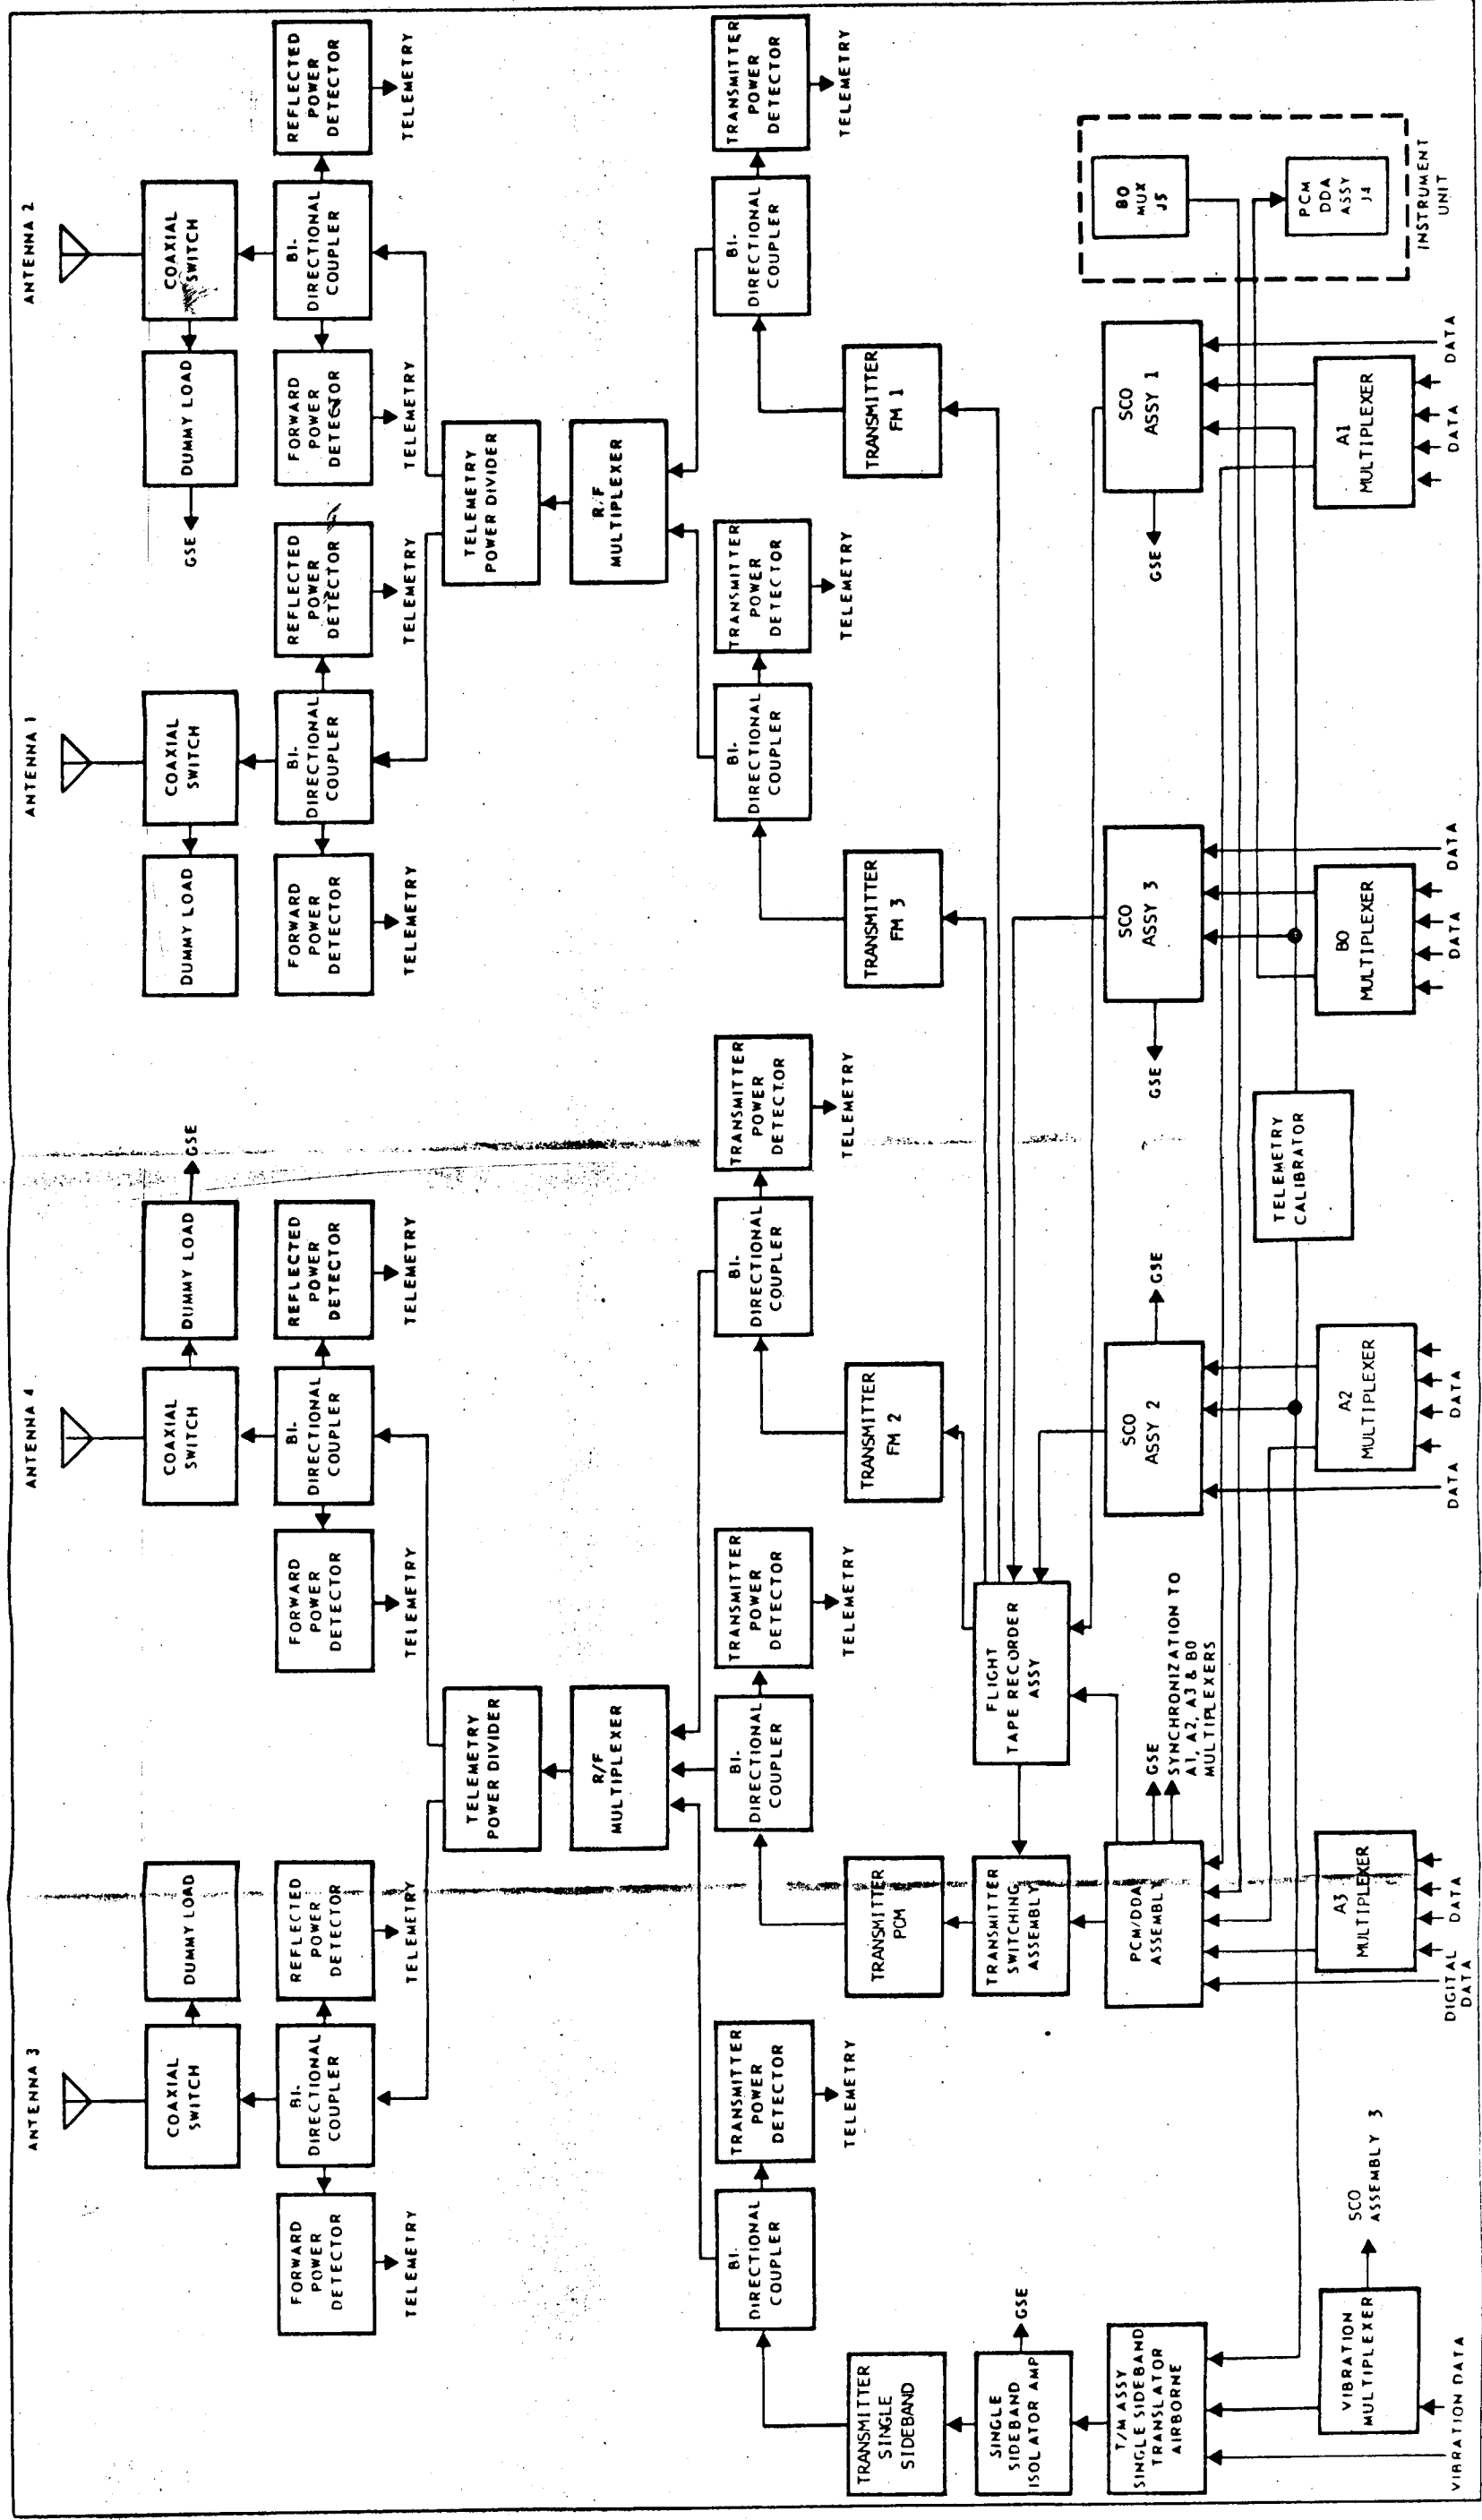 ANTENNA 3
ANTENNA 4
ANTENNA 1
ANTENNA 2
COAXIAL
SWITCH
DUMMY LOAD
COAXIAL
SWITCH
DUMMY LOAD
GSE
DUMMY LOAD
COAXIAL
SWITCH
GSE
DUMMY LOAD
COAXIAL
SWITCH
FORWARD
POWER
DETECTOR
BI-
DIRECTIONAL
COUPLER
REFLECTED
POWER
DETECTOR
FORWARD
POWER
DETECTOR
BI-
DIRECTIONAL
COUPLER
REFLECTED
POWER
DETECTOR
FORWARD
POWER
DETECTOR
BI-
DIRECTIONAL
COUPLER
REFLECTED
POWER
DETECTOR
FORWARD
POWER
DETECTOR
BI-
DIRECTIONAL
COUPLER
REFLECTED
POWER
DETECTOR
TELEMETRY
TELEMETRY
TELEMETRY
TELEMETRY
TELEMETRY
TELEMETRY
TELEMETRY
TELEMETRY
TELEMETRY
POWER DIVIDER
TELEMETRY
POWER DIVIDER
R/F
MULTIPLEXER
R/F
MULTIPLEXER
BI-
DIRECTIONAL
COUPLER
TRANSMITTER
POWER
DETECTOR
BI-
DIRECTIONAL
COUPLER
TRANSMITTER
POWER
DETECTOR
BI-
DIRECTIONAL
COUPLER
TRANSMITTER
POWER
DETECTOR
BI-
DIRECTIONAL
COUPLER
TRANSMITTER
POWER
DETECTOR
BI-
DIRECTIONAL
COUPLER
TRANSMITTER
POWER
DETECTOR
TELEMETRY
TELEMETRY
TELEMETRY
TELEMETRY
TELEMETRY
TRANSMITTER
SINGLE
SIDEBAND
TRANSMITTER
PCM
TRANSMITTER
FM 2
TRANSMITTER
FM 3
TRANSMITTER
FM 1
SINGLE
SIDEBAND
ISOLATOR AMP
GSE
TRANSMITTER
SWITCHING
ASSEMBLY
FLIGHT
TAPE RECORDER
ASSY
T/M ASSY
SINGLE SIDEBAND
TRANSLATOR
AIRBORNE
PCM/DDA
ASSEMBLY
GSE
SYNCHRONIZATION TO
A1, A2, A3 & B0
MULTIPLEXERS
SCO
ASSY 2
GSE
GSE
SCO
ASSY 3
GSE
SCO
ASSY 1
B0
MUX
J5
PCM
DDA
ASSY
J4
INSTRUMENT
UNIT
TELEMETRY
CALIBRATOR
VIBRATION
MULTIPLEXER
SCO
ASSEMBLY 3
A3
MULTIPLEXER
A2
MULTIPLEXER
B0
MULTIPLEXER
A1
MULTIPLEXER
VIBRATION DATA
DIGITAL
DATA
DATA
DATA
DATA
DATA
DATA
DATA
DATA